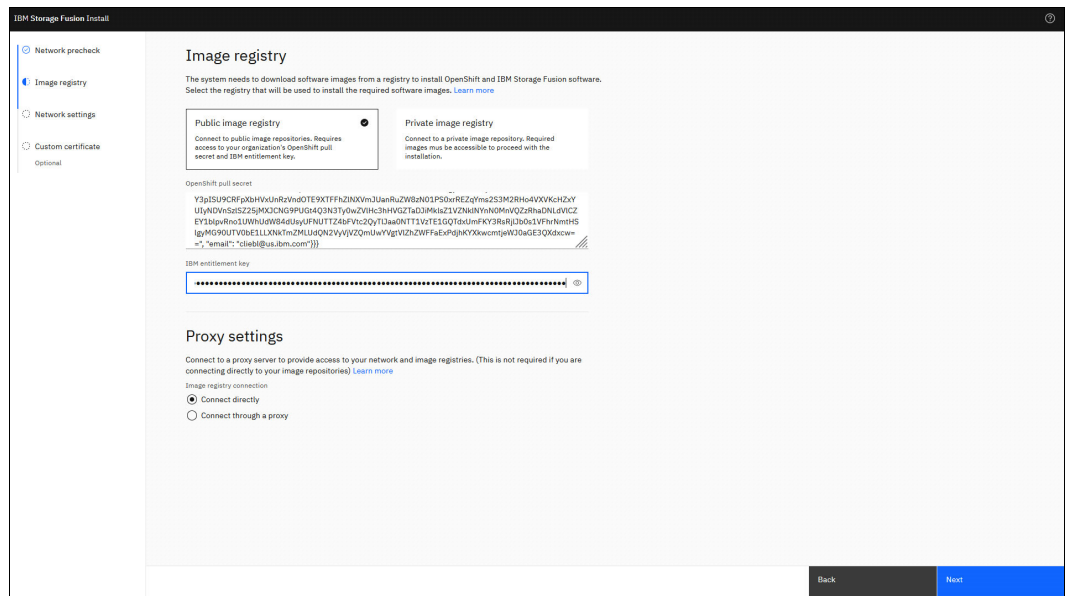 IBM Storage Fusion Install
Network precheck
Image registry
Network settings
Custom certificate
Optional
Image registry
The system needs to download software images from a registry to install OpenShift and IBM Storage Fusion software.
Select the registry that will be used to install the required software images. Learn more
Public image registry
Connect to public image repositories. Requires
access to your organization's OpenShift pull
secret and IBM entitlement key.
Private image registry
Connect to a private image repository. Required
images mus be accessible to proceed with the
installation.
OpenShift pull secret
=", "email": "cliebl@us.ibm.com"}}}
IBM entitlement key
Proxy settings
Connect to a proxy server to provide access to your network and image registries. (This is not required if you are
connecting directly to your image repositories) Learn more
Image registry connection
Connect directly
Connect through a proxy
Back
Next